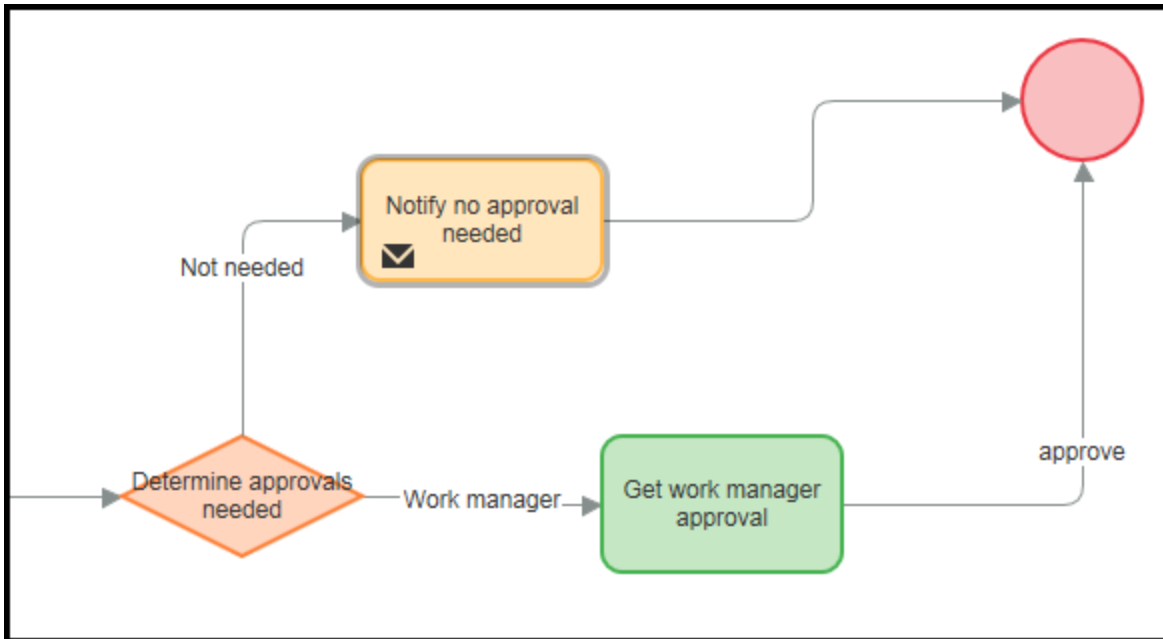 Notify no approval
needed
Not needed
Determine approvals
needed
Work manager
Get work manager
approval
approve